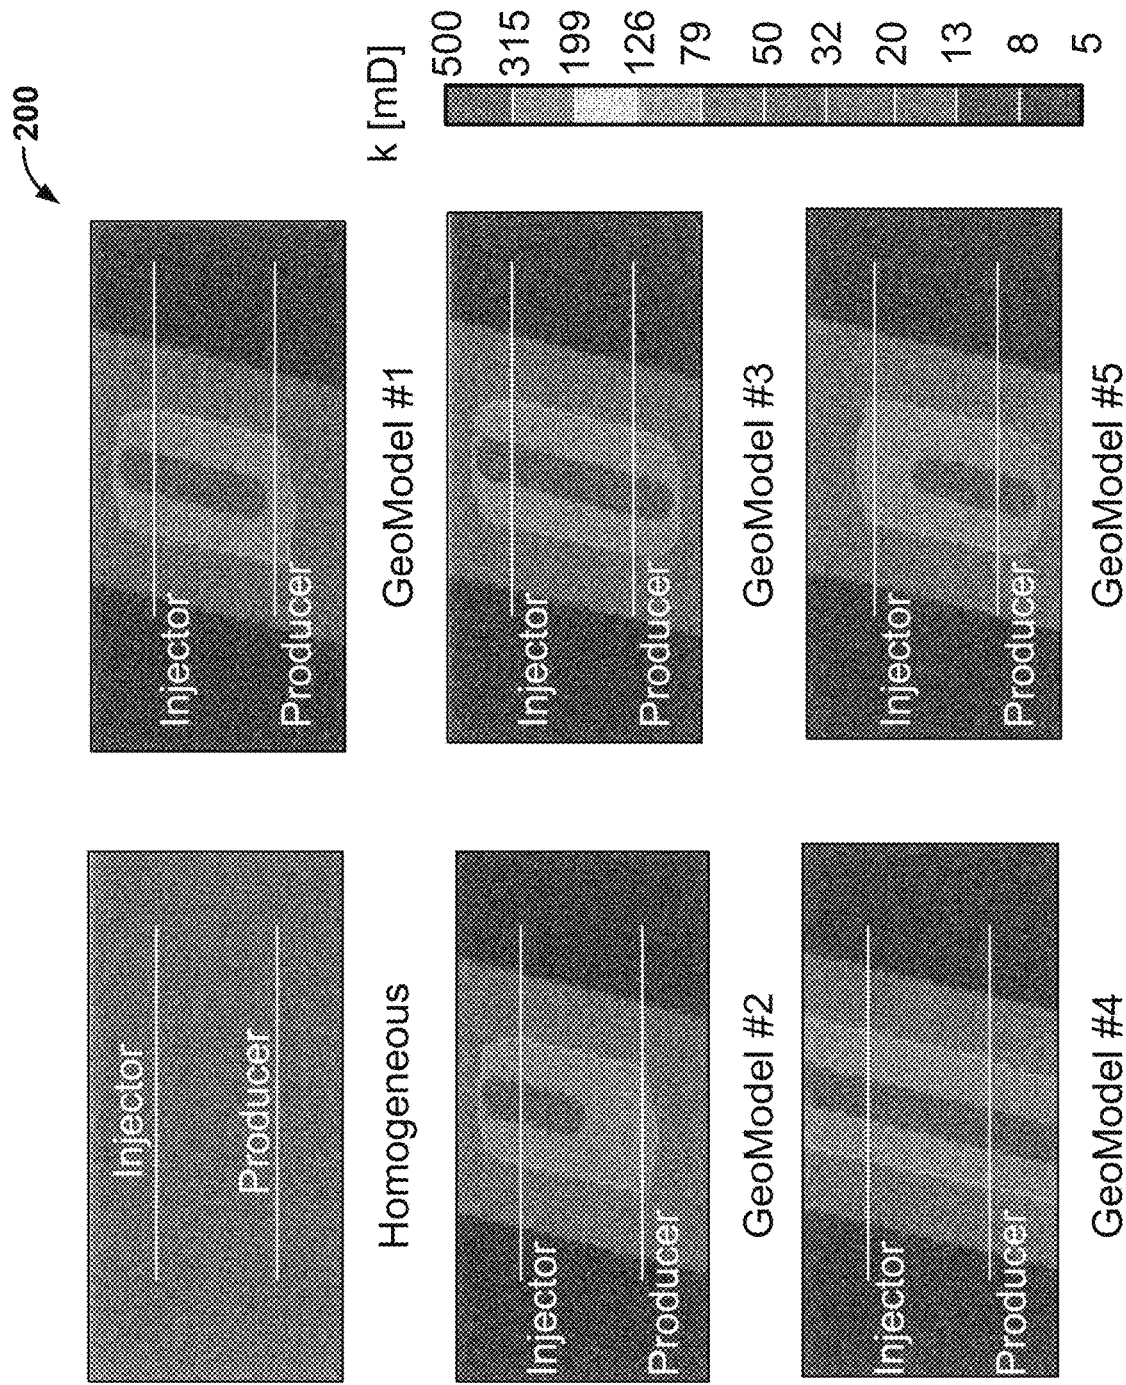 200
Injector
Producer
Homogeneous
Injector
Producer
GeoModel #1
k [mD]
500
315
199
126
79
50
32
20
13
8
5
Injector
Producer
GeoModel #2
Injector
Producer
GeoModel #3
Injector
Producer
GeoModel #4
Injector
Producer
GeoModel #5